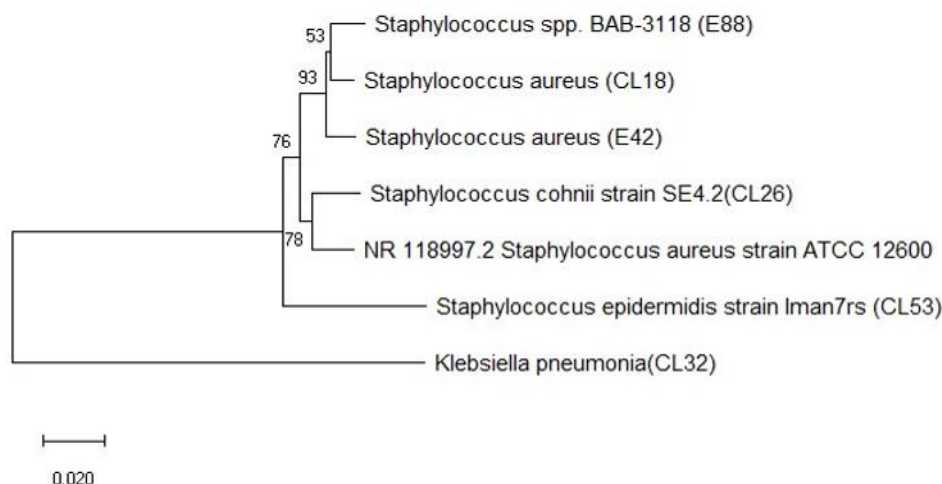 53
Staphylococcus spp. BAB-3118 (E88)
93
Staphylococcus aureus (CL18)
Staphylococcus aureus (E42)
76
Staphylococcus cohnii strain SE4.2(CL26)
78
NR 118997.2 Staphylococcus aureus strain ATCC 12600
Staphylococcus epidermidis strain Iman7rs (CL53)
Klebsiella pneumonia(CL32)
0.020